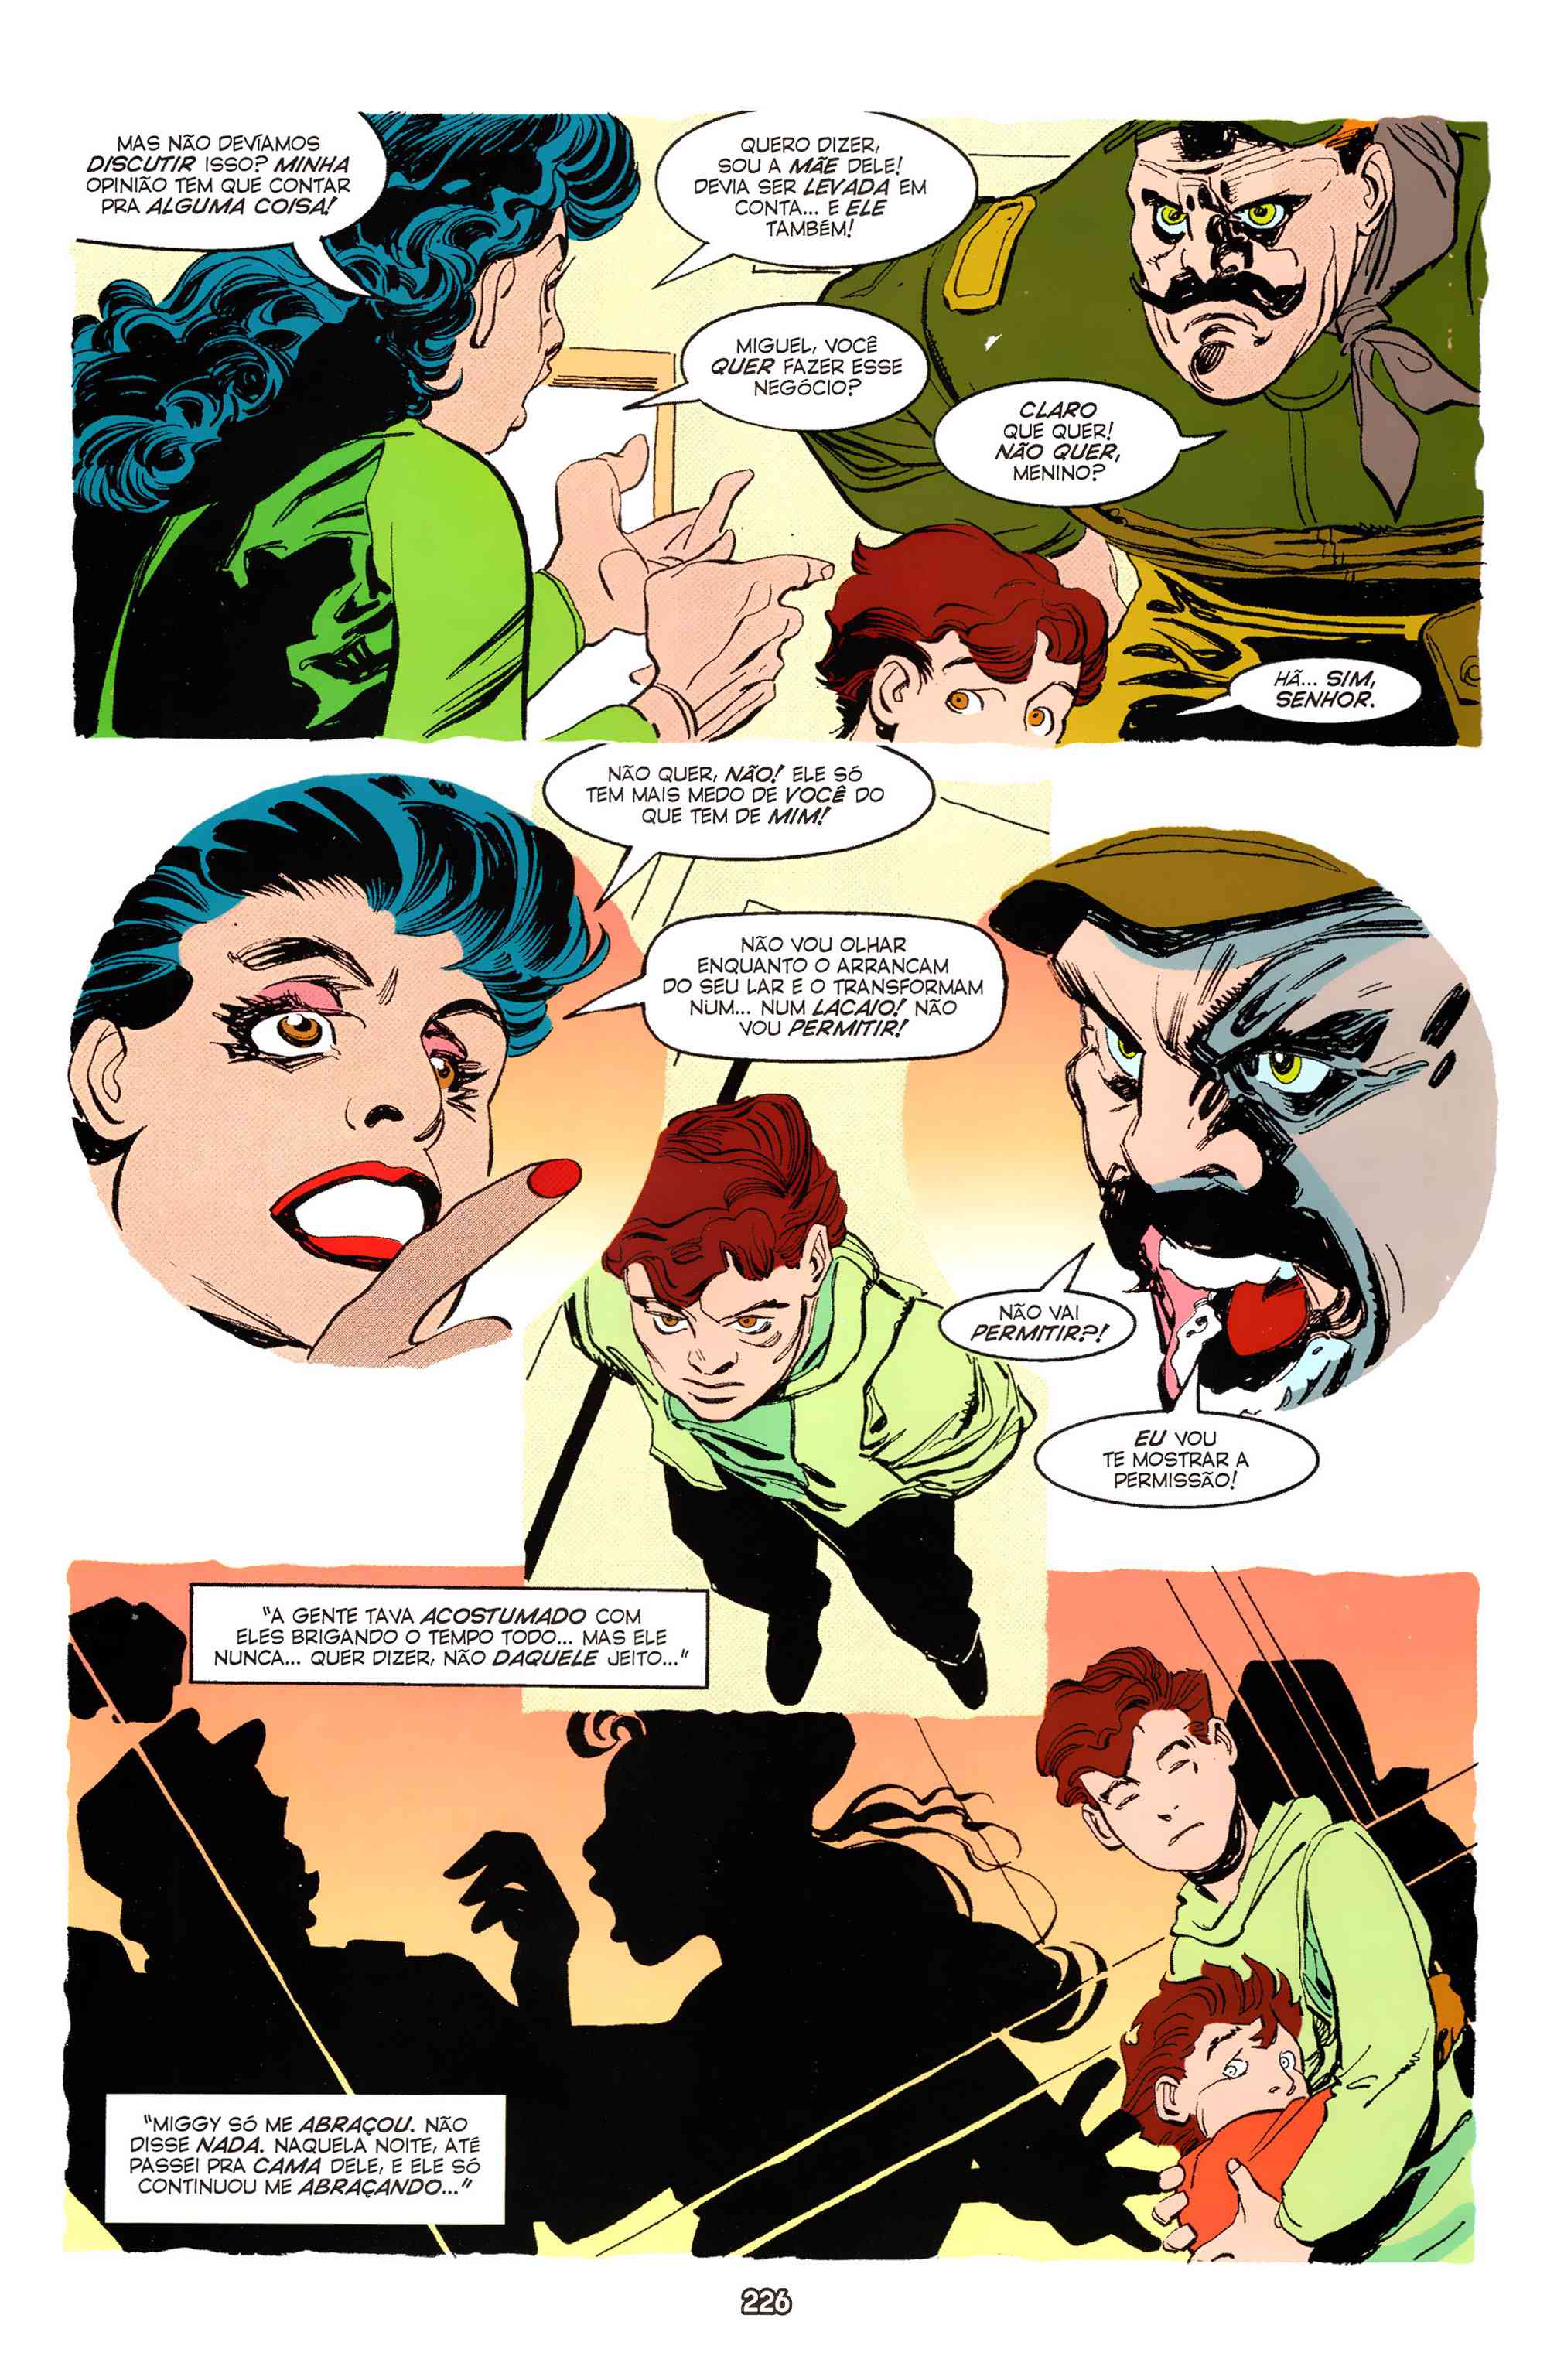 MAS NÃO DEVÍAMOS
DISCUTIR ISSO? MINHA
OPINIÃO TEM QUE CONTAR
PRA ALGUMA COISA!
QUERO DIZER,
SOU A MÃE DELE!
DEVIA SER LEVADA EM
CONTA... E ELE
TAMBÉM!
MIGUEL, VOCÊ
QUER FAZER ESSE
NEGÓCIO?
CLARO
QUE QUER!
NÃO QUER,
MENINO?
HÃ... SIM,
SENHOR.
NÃO QUER, NÃO! ELE SÓ
TEM MAIS MEDO DE VOCÊ DO
QUE TEM DE MIM!
NÃO VOU OLHAR
ENQUANTO O ARRANCAM
DO SEU LAR E O TRANSFORMAM
NUM... NUM LACAIO! NÃO
VOU PERMITIR!
NÃO VAI
PERMITIR?!
EU VOU
TE MOSTRAR A
PERMISSÃO!
"A GENTE TAVA ACOSTUMADO COM
ELES BRIGANDO O TEMPO TODO... MAS ELE
NUNCA... QUER DIZER, NÃO DAQUELE JEITO..."
"MIGGY SÓ ME ABRAÇOU. NÃO
DISSE NADA. NAQUELA NOITE, ATÉ
PASSEI PRA CAMA DELE, E ELE SÓ
CONTINUOU ME ABRAÇANDO..."
226